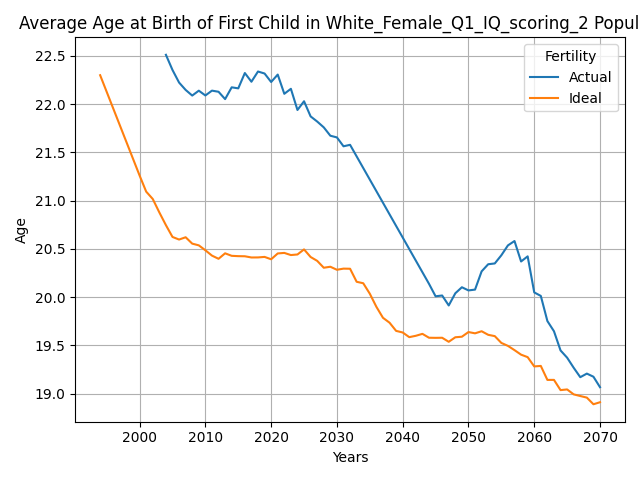 Average Age at Birth of First Child in White_Female_Q1_IQ_scoring_2 Popul
Fertility
Actual
Ideal
22.5
22.0
21.5
21.0
20.5
20.0
19.5
19.0
Age
2000 2010 2020 2030 2040 2050 2060 2070
Years